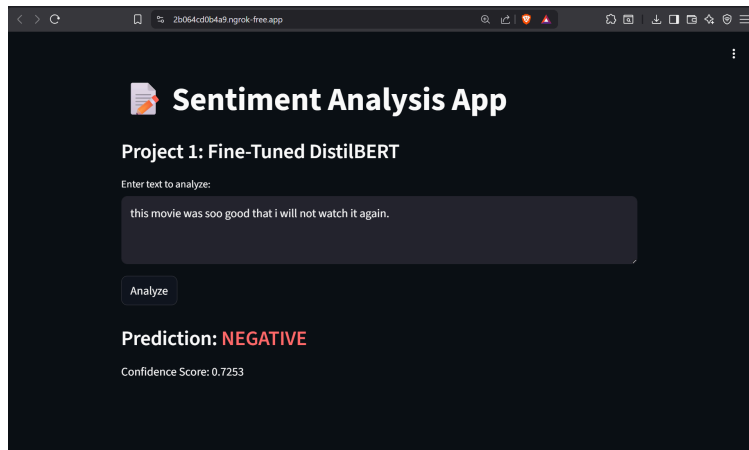 2b064cd0b4a9.ngrok-free.app
Sentiment Analysis App
Project 1: Fine-Tuned DistilBERT
Enter text to analyze:
this movie was soo good that i will not watch it again.
Analyze
Prediction: NEGATIVE
Confidence Score: 0.7253